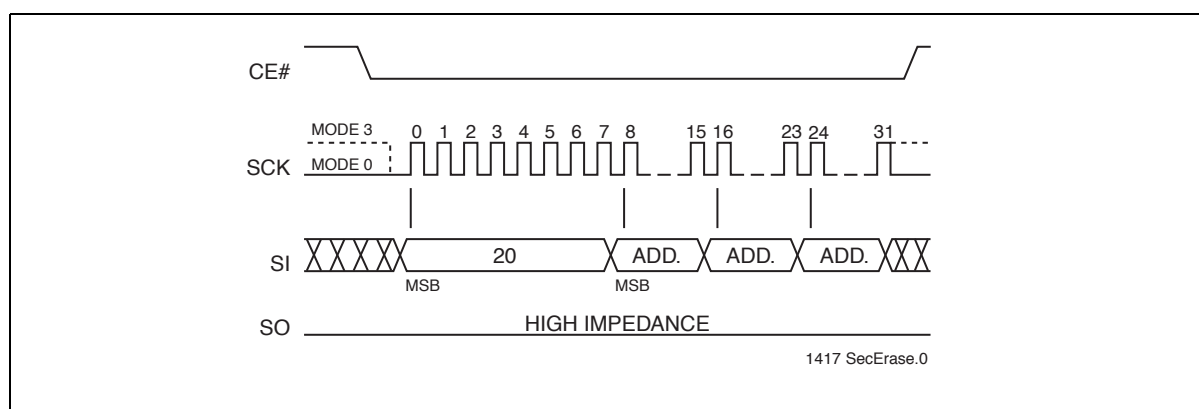 CE#
MODE 3
0 1 2 3 4 5 6 7 8 15 16 23 24 31
SCK
MODE 0
SI
20 ADD. ADD. ADD.
MSB MSB
SO
HIGH IMPEDANCE
1417 SecErase.0